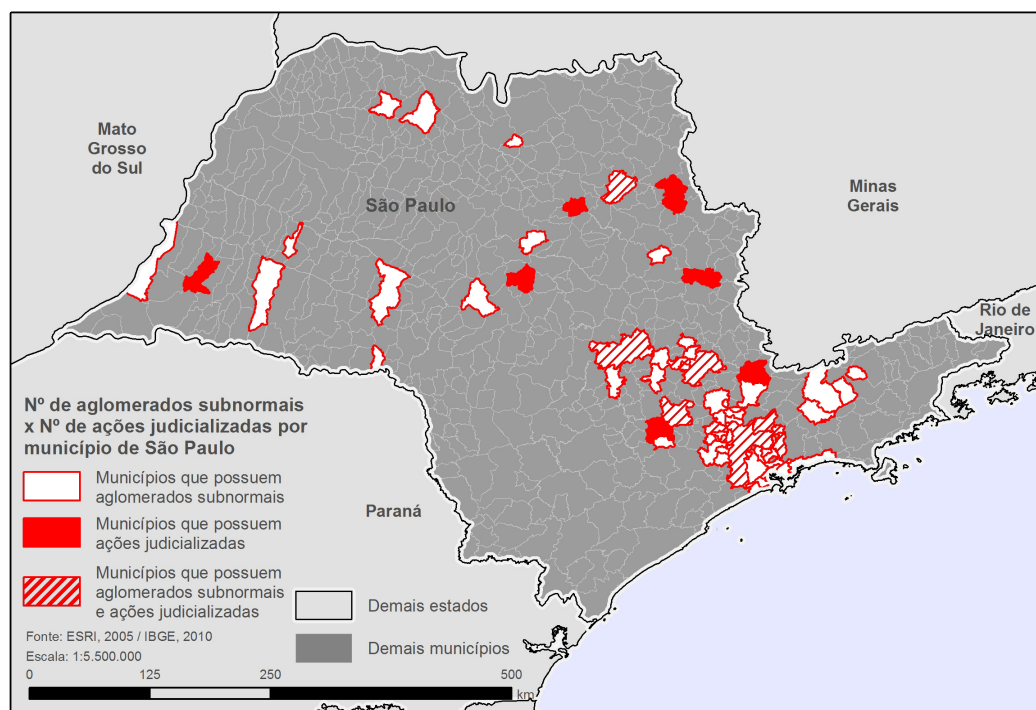 Mato
Grosso
do Sul
São Paulo
Minas
Gerais
Rio de
Janeiro
Paraná
Nº de aglomerados subnormais
x Nº de ações judicializadas por
município de São Paulo
Municípios que possuem
aglomerados subnormais
Municípios que possuem
ações judicializadas
Municípios que possuem
aglomerados subnormais
e ações judicializadas
Demais estados
Demais municípios
Fonte: ESRI, 2005 / IBGE, 2010
Escala: 1:5.500.000
0 125 250 500
km